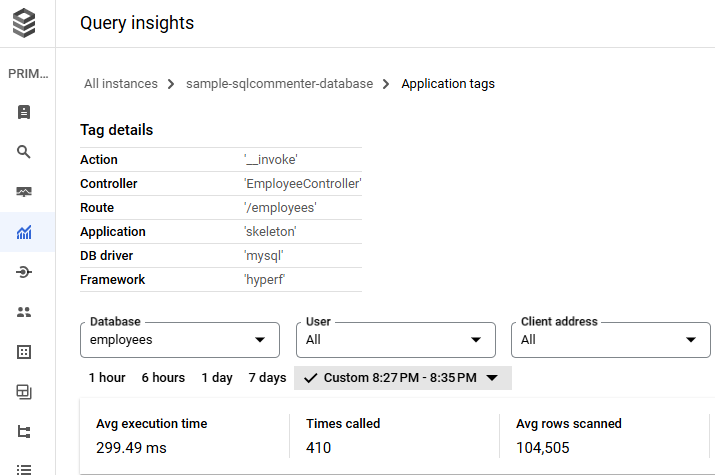 Query insights
PRIM...
All instances > sample-sqlcommenter-database > Application tags
Tag details
Action '__invoke'
Controller 'EmployeeController'
Route '/employees'
Application 'skeleton'
DB driver 'mysql'
Framework 'hyperf'
Database User Client address
employees All All
1 hour 6 hours 1 day 7 days Custom 8:27 PM - 8:35 PM
Avg execution time Times called Avg rows scanned
299.49 ms 410 104,505